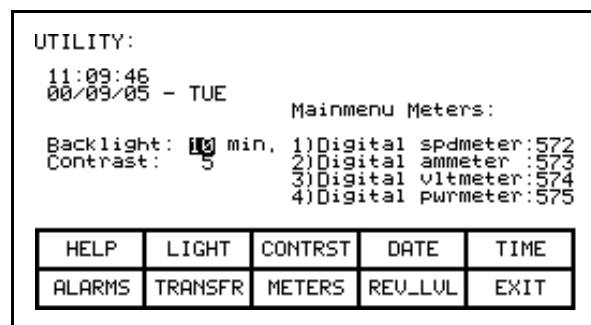 UTILITY:
11:09:46
00/09/05 - TUE
Mainmenu Meters:
Backlight: 10 min. 1)Digital spdmeter:572
Contrast: 5 2)Digital ammeter :573
3)Digital vltmeter:574
4)Digital pwrmeter:575
HELP LIGHT CONTRST DATE TIME
ALARMS TRANSFR METERS REV_LVL EXIT